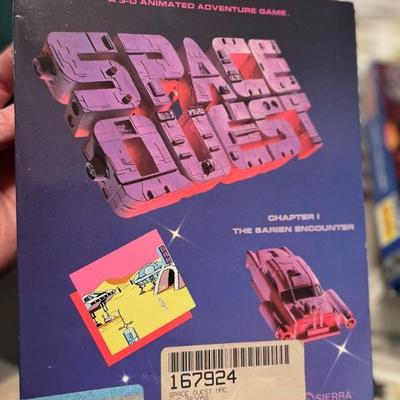 A 3-D ANIMATED ADVENTURE GAME
SPACE
QUEST
CHAPTER I
THE SARIEN ENCOUNTER
167924
SPACE QUEST MAC
SIERRA